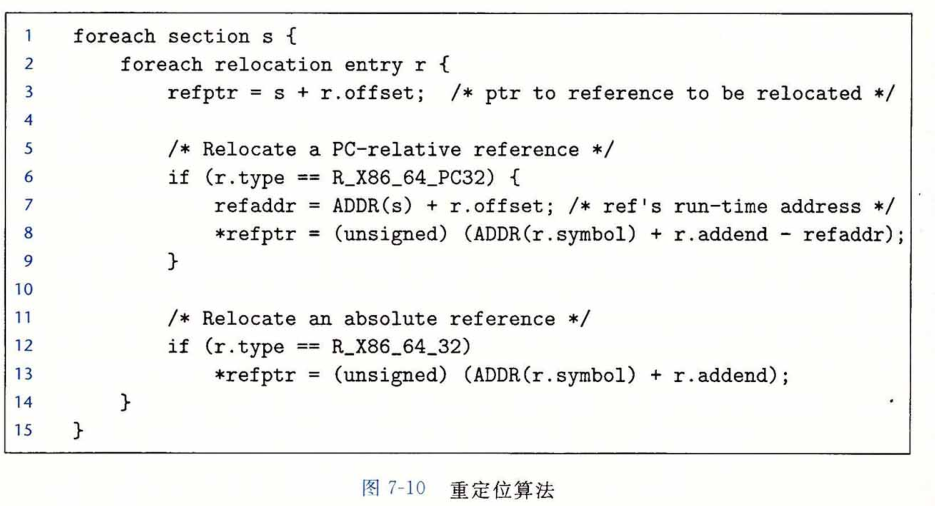 1 foreach section s {
2 foreach relocation entry r {
3 refptr = s + r.offset; /* ptr to reference to be relocated */
4
5 /* Relocate a PC-relative reference */
6 if (r.type == R_X86_64_PC32) {
7 refaddr = ADDR(s) + r.offset; /* ref's run-time address */
8 *refptr = (unsigned) (ADDR(r.symbol) + r.addend - refaddr);
9 }
10
11 /* Relocate an absolute reference */
12 if (r.type == R_X86_64_32)
13 *refptr = (unsigned) (ADDR(r.symbol) + r.addend);
14 }
15 }
图 7-10 重定位算法